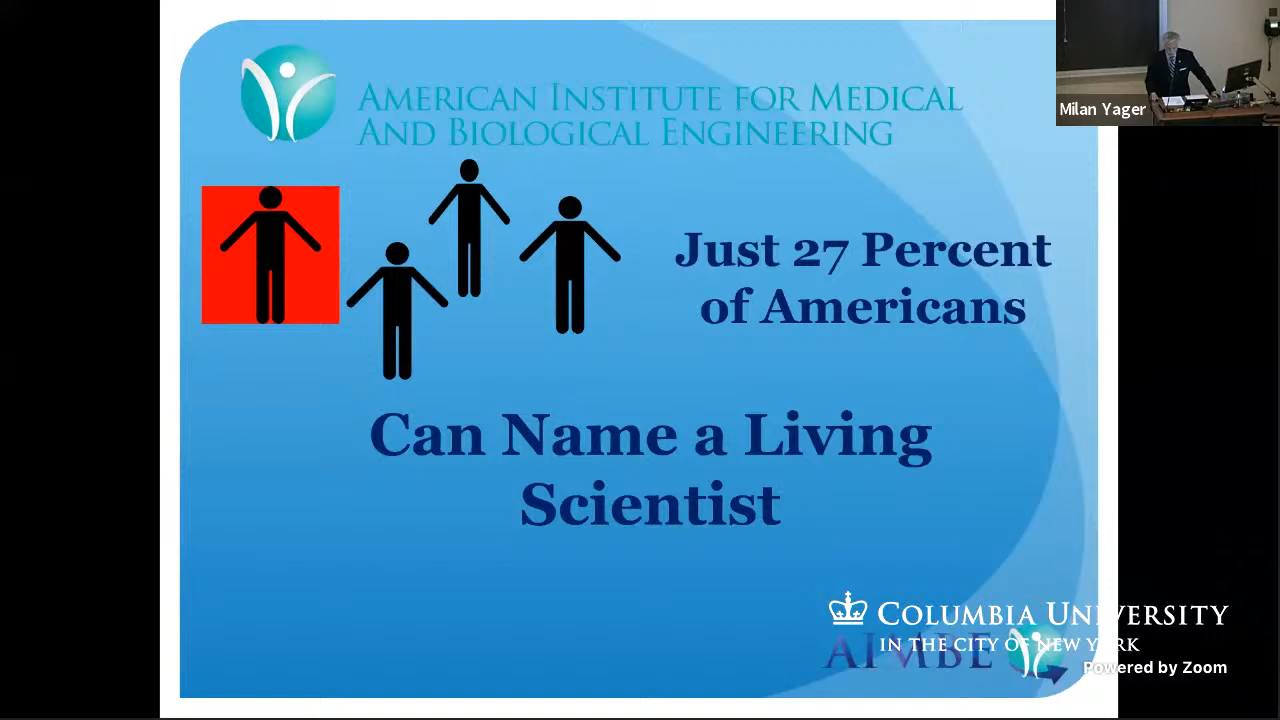 AMERICAN INSTITUTE FOR MEDICAL
AND BIOLOGICAL ENGINEERING
Milan Yager
Just 27 Percent
of Americans
Can Name a Living
Scientist
COLUMBIA UNIVERSITY
IN THE CITY OF NEW YORK
AIMBE
Powered by Zoom